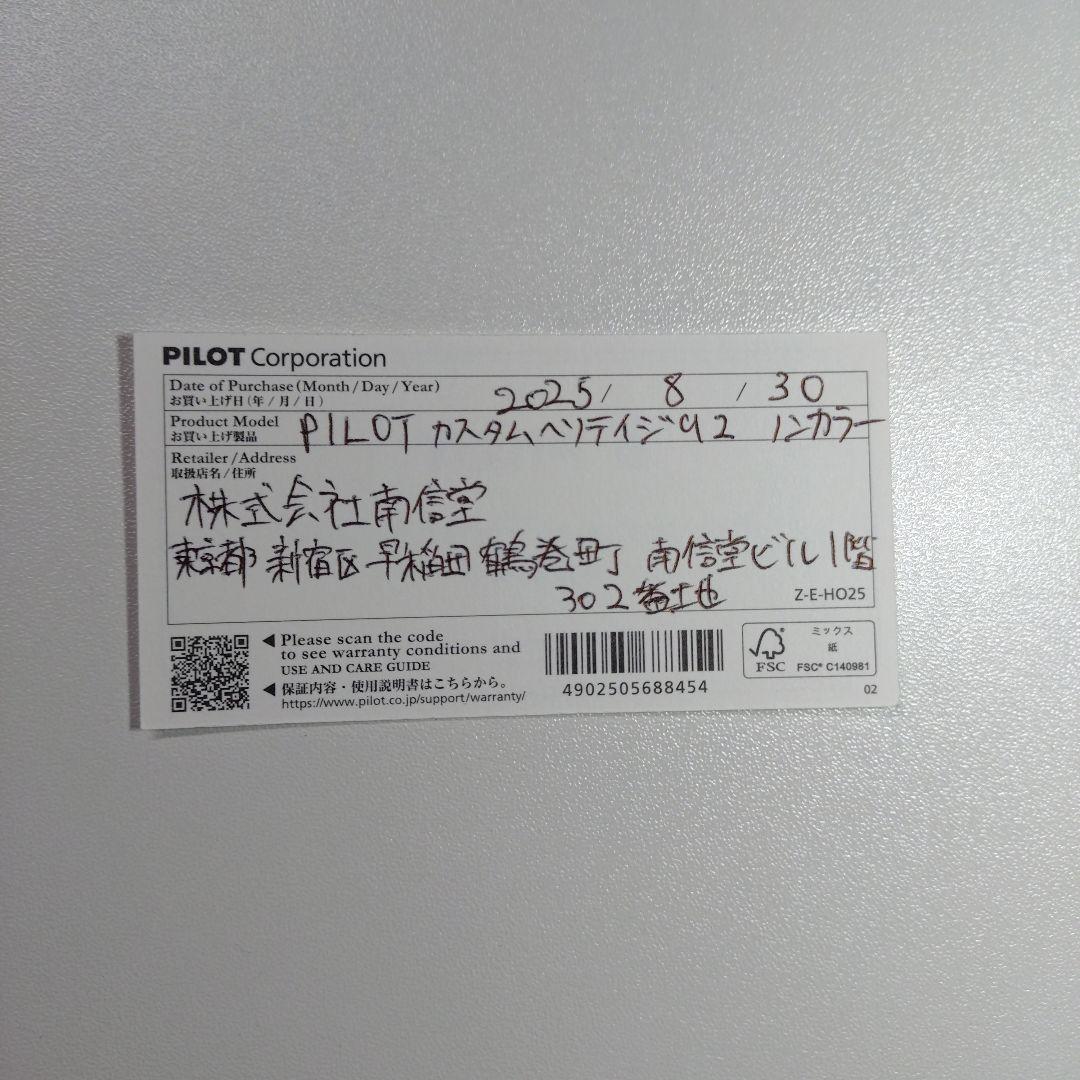 PILOT Corporation
Date of Purchase (Month / Day / Year)
お買い上げ日(年 / 月 / 日)
2025 / 8 / 30
Product Model
お買い上げ製品
PILOT カスタムヘリテイジ92 ノンカラー
Retailer / Address
取扱店名 / 住所
株式会社南信堂
東京都 新宿区 早稲田 鶴巻町 南信堂ビル1階
302番土地
Z-E-HO25
◀ Please scan the code
to see warranty conditions and
USE AND CARE GUIDE
◀ 保証内容・使用説明書はこちらから。
https://www.pilot.co.jp/support/warranty/
4902505688454
FSC
ミックス
紙
FSC® C140981
02